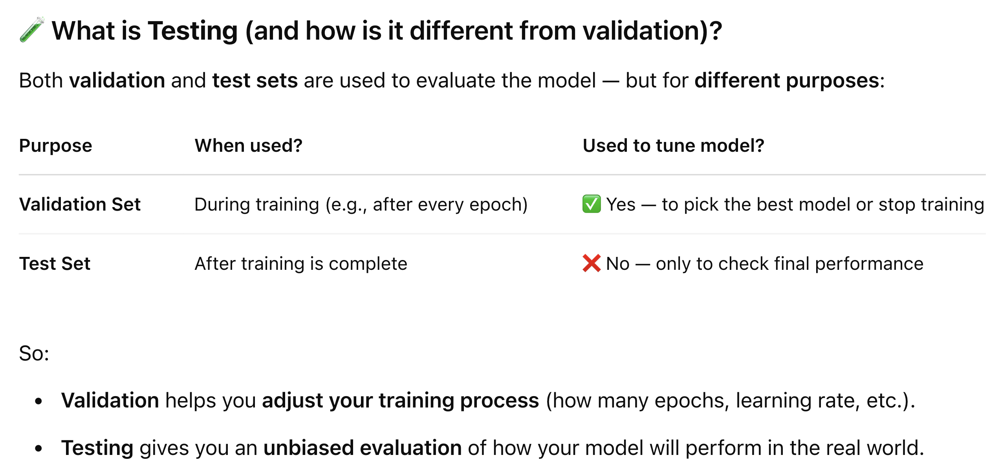 🧪 What is Testing (and how is it different from validation)?
Both validation and test sets are used to evaluate the model — but for different purposes:
Purpose When used? Used to tune model?
Validation Set During training (e.g., after every epoch) ✅ Yes — to pick the best model or stop training
Test Set After training is complete ❌ No — only to check final performance
So:
• Validation helps you adjust your training process (how many epochs, learning rate, etc.).
• Testing gives you an unbiased evaluation of how your model will perform in the real world.